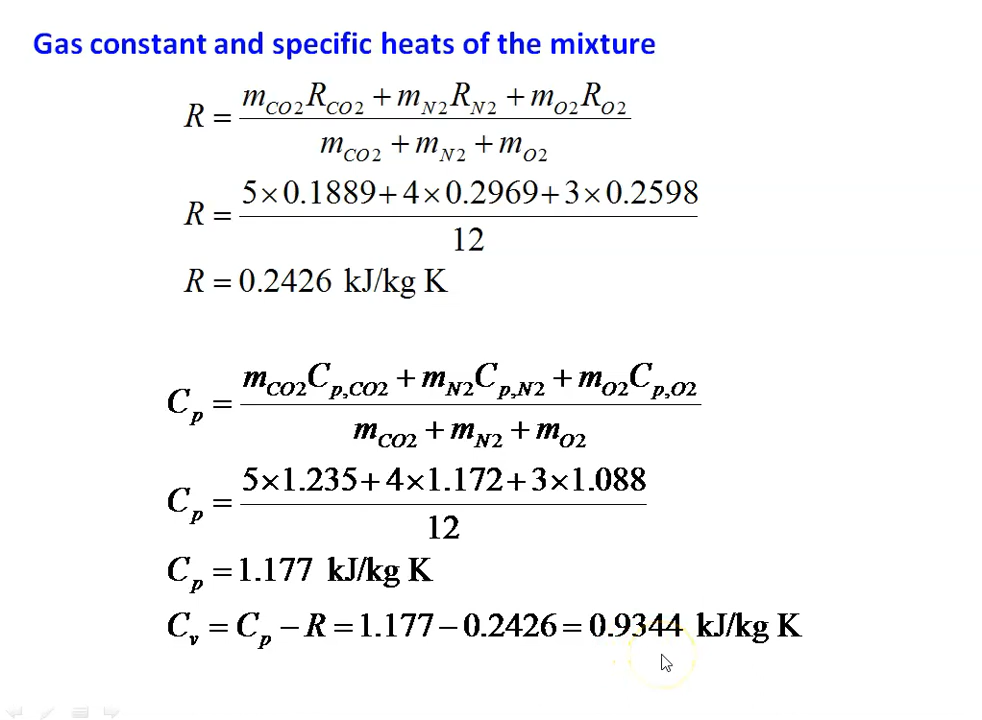 Gas constant and specific heats of the mixture
R = (m_CO2 R_CO2 + m_N2 R_N2 + m_O2 R_O2) / (m_CO2 + m_N2 + m_O2)
R = (5×0.1889+4×0.2969+3×0.2598) / 12
R = 0.2426 kJ/kg K
C_p = (m_CO2 C_p,CO2 + m_N2 C_p,N2 + m_O2 C_p,O2) / (m_CO2 + m_N2 + m_O2)
C_p = (5×1.235+4×1.172+3×1.088) / 12
C_p = 1.177 kJ/kg K
C_v = C_p − R = 1.177 − 0.2426 = 0.9344 kJ/kg K